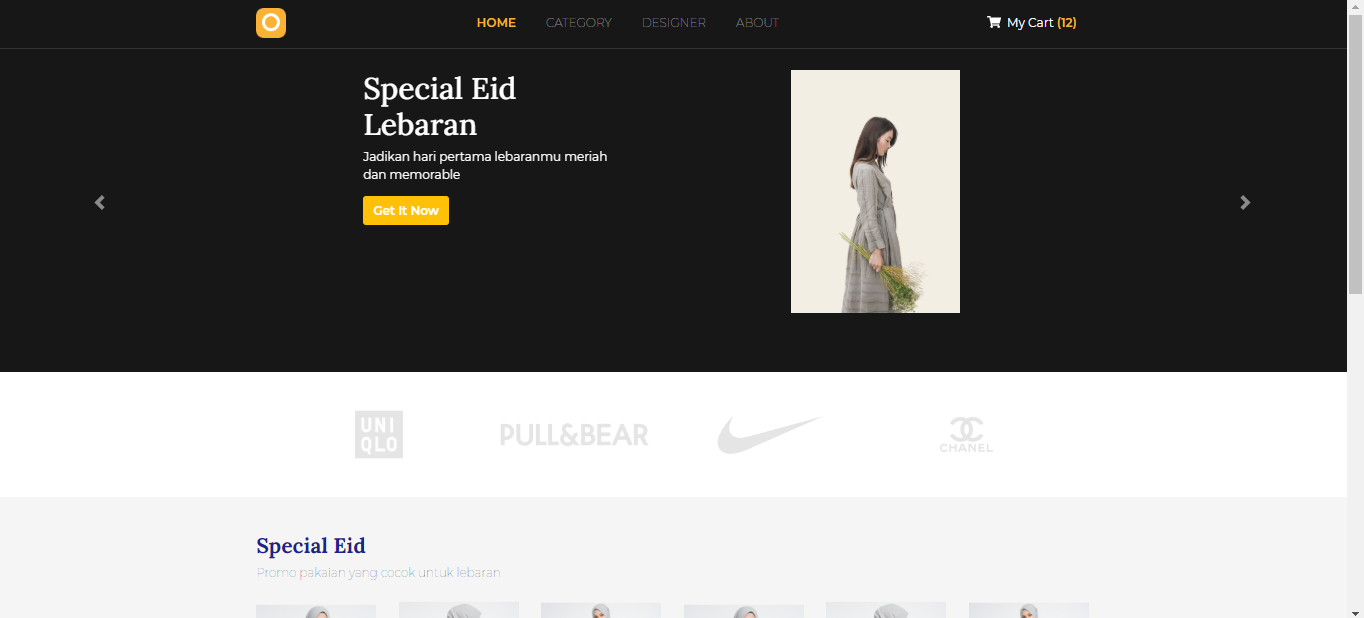 HOME CATEGORY DESIGNER ABOUT My Cart (12)
Special Eid
Lebaran
Jadikan hari pertama lebaranmu meriah
dan memorable
Get It Now
UNI
QLO
PULL&BEAR
CHANEL
Special Eid
Promo pakaian yang cocok untuk lebaran